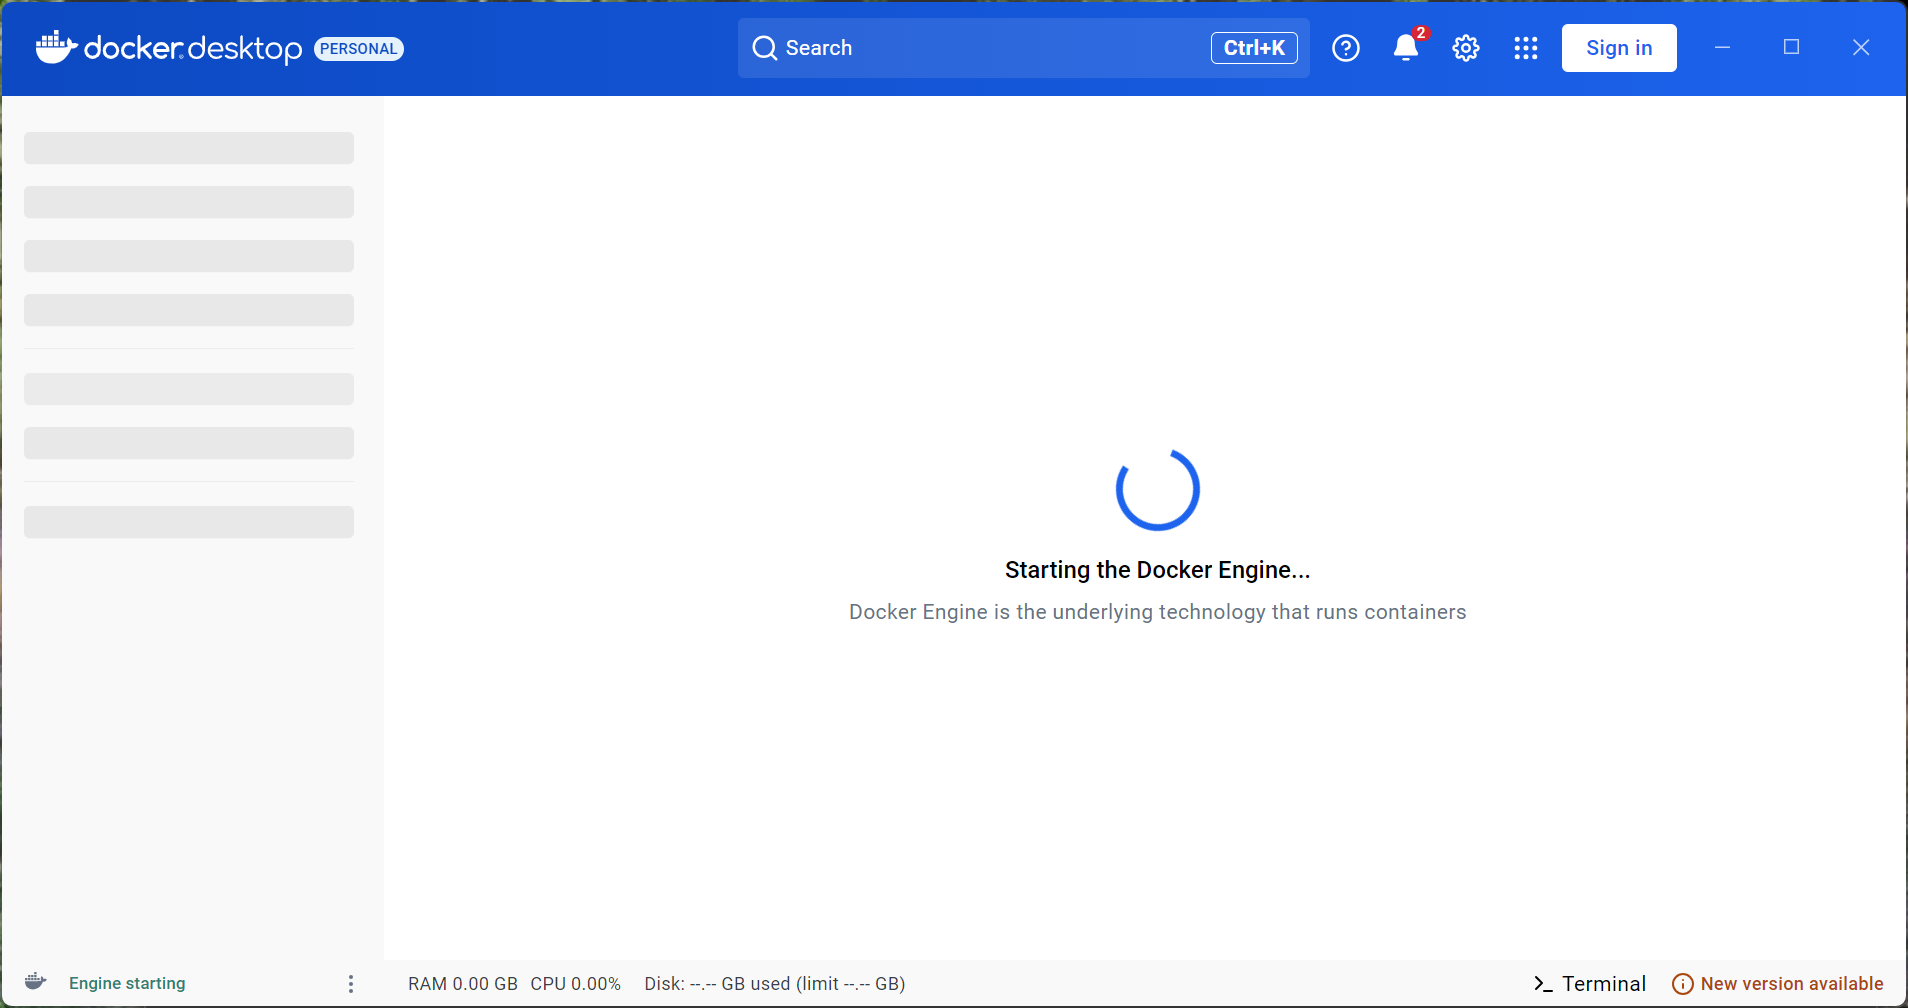 docker desktop PERSONAL
Search
Ctrl+K
2
Sign in
Starting the Docker Engine...
Docker Engine is the underlying technology that runs containers
Engine starting
RAM 0.00 GB CPU 0.00% Disk: --.-- GB used (limit --.-- GB)
>_ Terminal
New version available